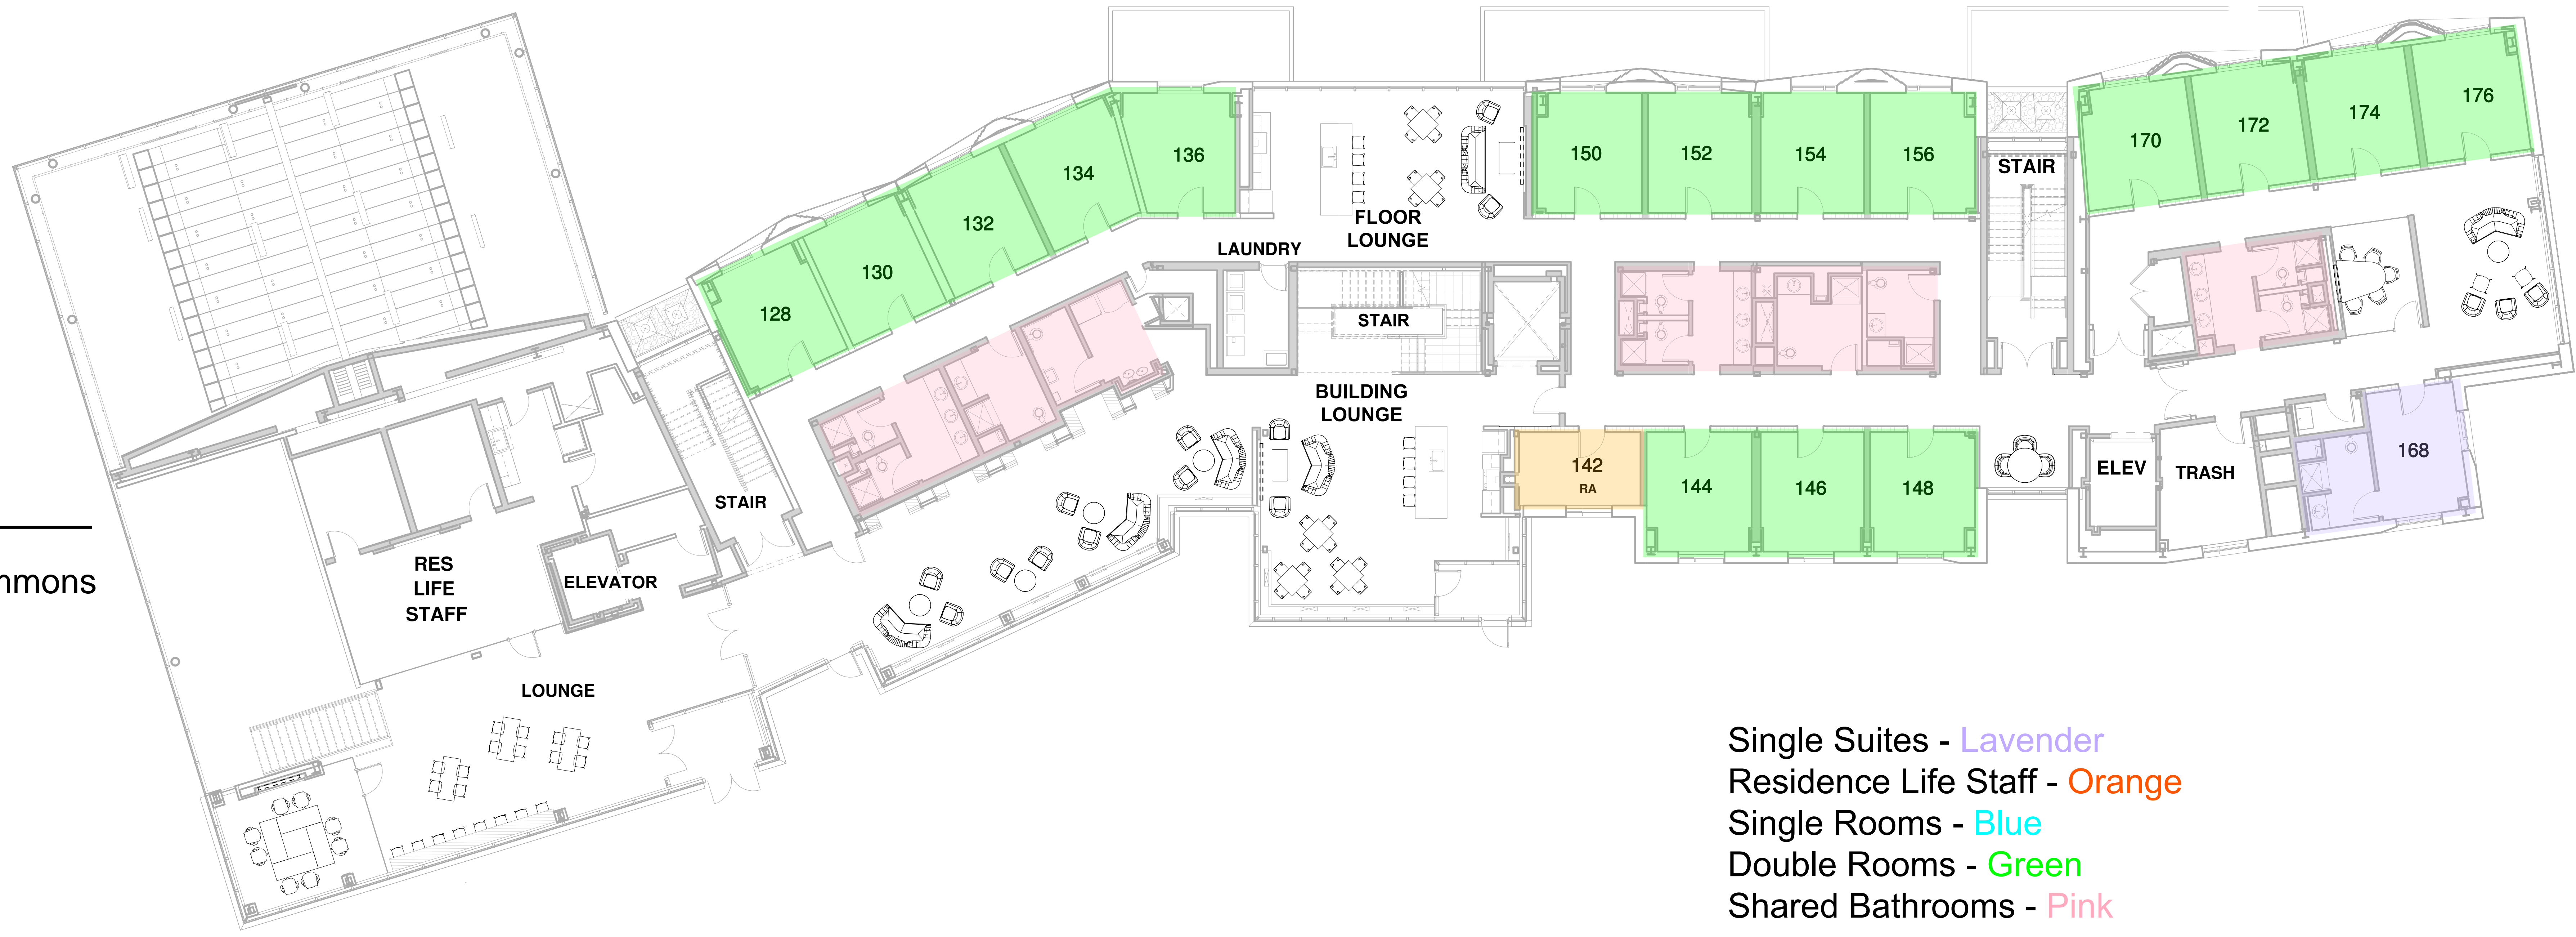 128
130
132
134
136
150
152
154
156
170
172
174
176
STAIR
FLOOR
LOUNGE
LAUNDRY
STAIR
BUILDING
LOUNGE
142
RA
144
146
148
ELEV
TRASH
168
STAIR
RES
LIFE
STAFF
ELEVATOR
mmons
LOUNGE
Single Suites - Lavender
Residence Life Staff - Orange
Single Rooms - Blue
Double Rooms - Green
Shared Bathrooms - Pink